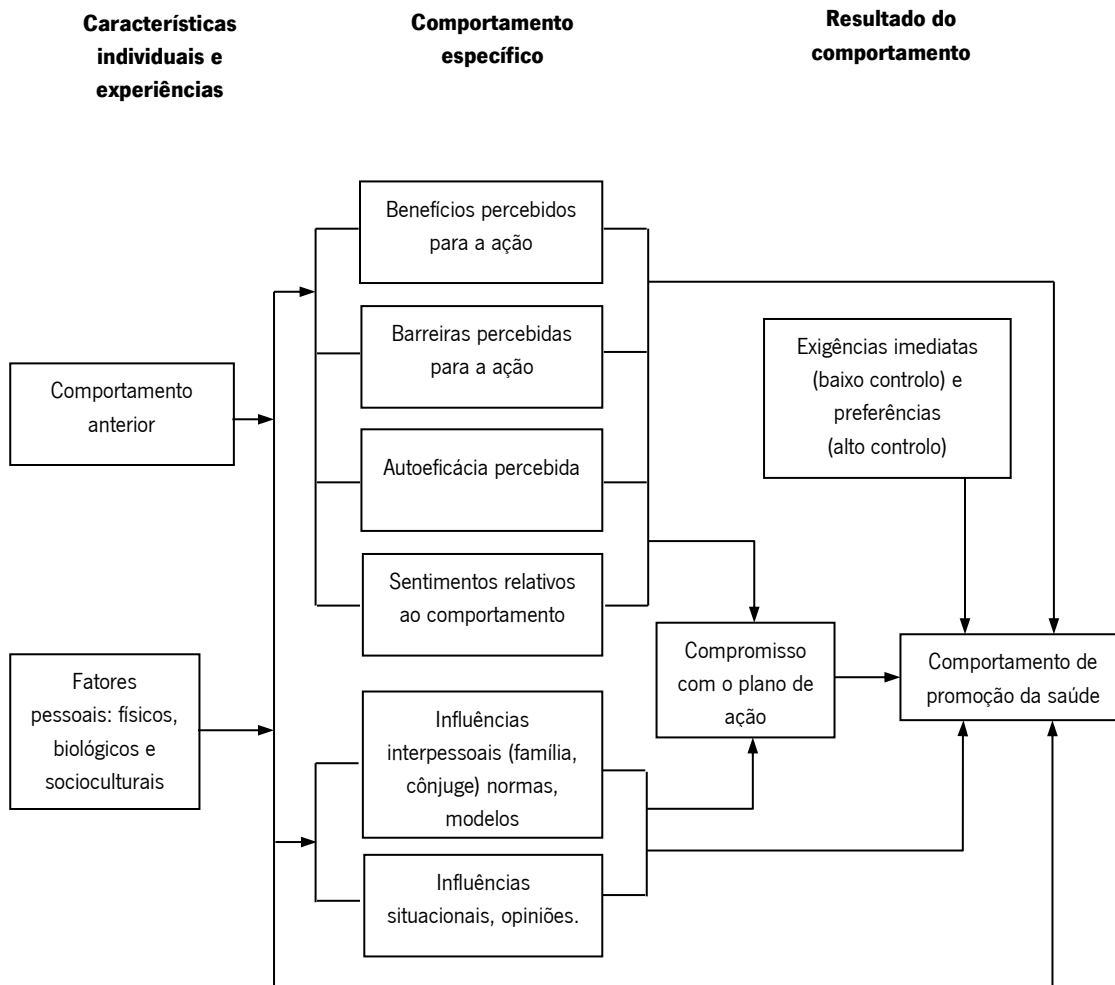 Características
individuais e
experiências
Comportamento
específico
Resultado do
comportamento
Benefícios percebidos
para a ação
Barreiras percebidas
para a ação
Autoeficácia percebida
Sentimentos relativos
ao comportamento
Influências
interpessoais (família,
cônjuge) normas,
modelos
Influências
situacionais, opiniões.
Comportamento
anterior
Fatores
pessoais: físicos,
biológicos e
socioculturais
Exigências imediatas
(baixo controlo) e
preferências
(alto controlo)
Compromisso
com o plano de
ação
Comportamento de
promoção da saúde